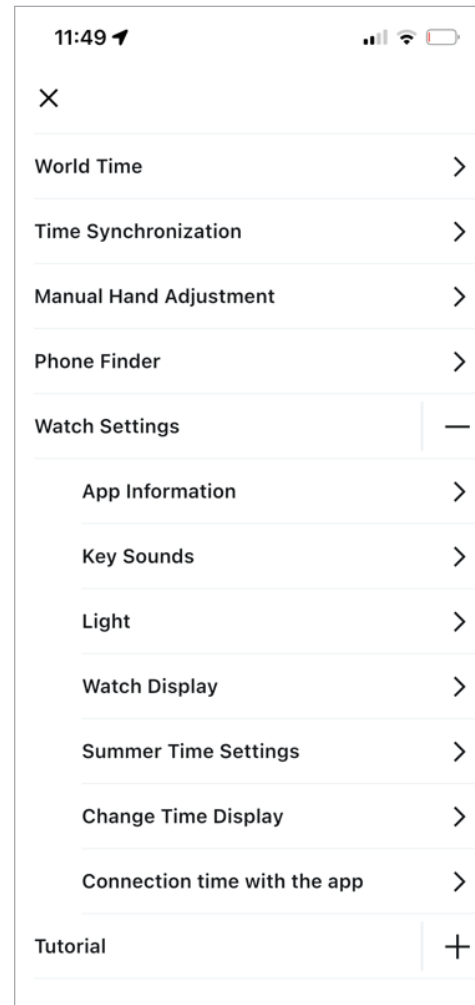 11:49
World Time
Time Synchronization
Manual Hand Adjustment
Phone Finder
Watch Settings
App Information
Key Sounds
Light
Watch Display
Summer Time Settings
Change Time Display
Connection time with the app
Tutorial